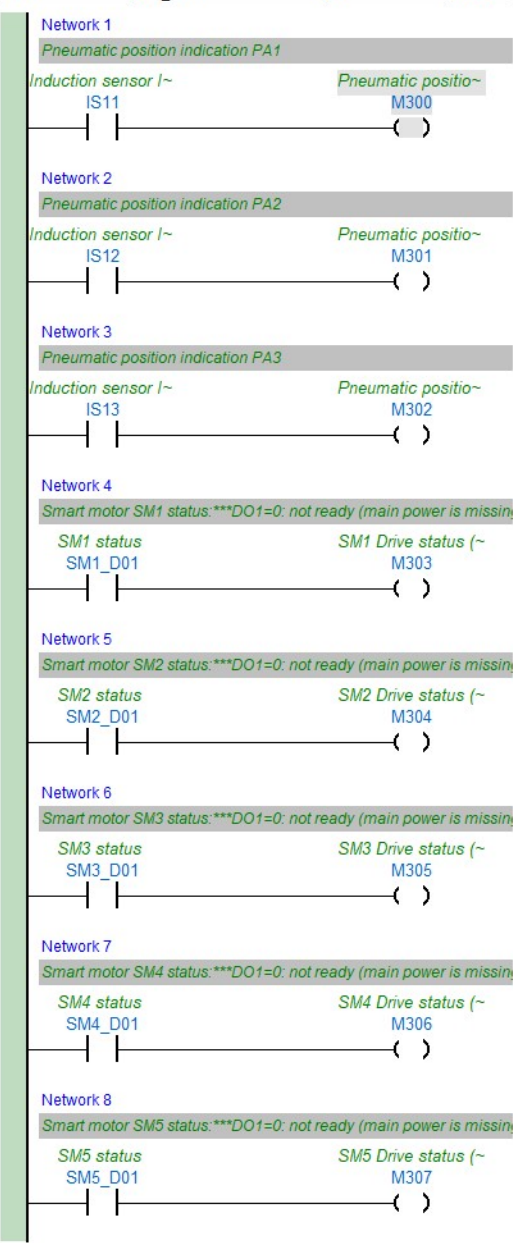 Network 1
Pneumatic position indication PA1
Induction sensor I~ Pneumatic positio~
IS11 M300
Network 2
Pneumatic position indication PA2
Induction sensor I~ Pneumatic positio~
IS12 M301
Network 3
Pneumatic position indication PA3
Induction sensor I~ Pneumatic positio~
IS13 M302
Network 4
Smart motor SM1 status:***DO1=0: not ready (main power is missing
SM1 status SM1 Drive status (~
SM1_D01 M303
Network 5
Smart motor SM2 status:***DO1=0: not ready (main power is missing
SM2 status SM2 Drive status (~
SM2_D01 M304
Network 6
Smart motor SM3 status:***DO1=0: not ready (main power is missing
SM3 status SM3 Drive status (~
SM3_D01 M305
Network 7
Smart motor SM4 status:***DO1=0: not ready (main power is missing
SM4 status SM4 Drive status (~
SM4_D01 M306
Network 8
Smart motor SM5 status:***DO1=0: not ready (main power is missing
SM5 status SM5 Drive status (~
SM5_D01 M307